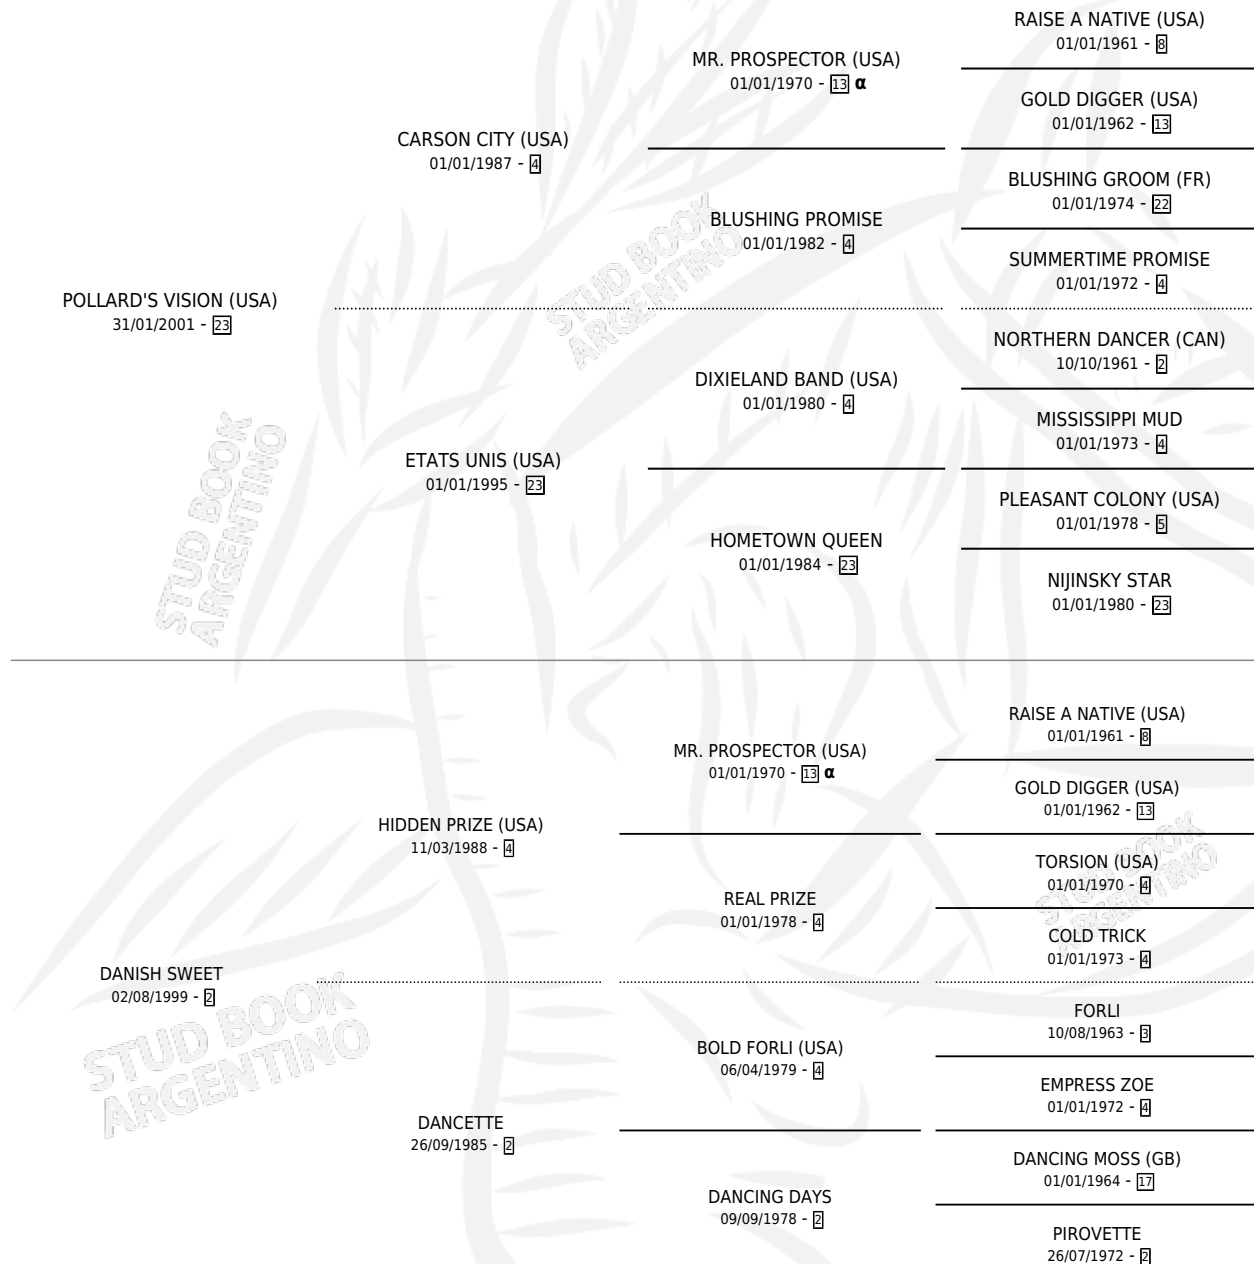 RAISE A NATIVE (USA)
01/01/1961 - 8
MR. PROSPECTOR (USA)
01/01/1970 - 13 α
GOLD DIGGER (USA)
01/01/1962 - 13
CARSON CITY (USA)
01/01/1987 - 4
BLUSHING GROOM (FR)
01/01/1974 - 22
BLUSHING PROMISE
01/01/1982 - 4
SUMMERTIME PROMISE
01/01/1972 - 4
POLLARD'S VISION (USA)
31/01/2001 - 23
NORTHERN DANCER (CAN)
10/10/1961 - 2
DIXIELAND BAND (USA)
01/01/1980 - 4
MISSISSIPPI MUD
01/01/1973 - 4
ETATS UNIS (USA)
01/01/1995 - 23
PLEASANT COLONY (USA)
01/01/1978 - 5
HOMETOWN QUEEN
01/01/1984 - 23
NIJINSKY STAR
01/01/1980 - 23
STUD BOOK
ARGENTINO
STUD BOOK
ARGENTINO
RAISE A NATIVE (USA)
01/01/1961 - 8
MR. PROSPECTOR (USA)
01/01/1970 - 13 α
GOLD DIGGER (USA)
01/01/1962 - 13
HIDDEN PRIZE (USA)
11/03/1988 - 4
TORSION (USA)
01/01/1970 - 4
REAL PRIZE
01/01/1978 - 4
COLD TRICK
01/01/1973 - 4
STUD BOOK
ARGENTINO
DANISH SWEET
02/08/1999 - 2
FORLI
10/08/1963 - 3
BOLD FORLI (USA)
06/04/1979 - 4
EMPRESS ZOE
01/01/1972 - 4
DANCETTE
26/09/1985 - 2
DANCING MOSS (GB)
01/01/1964 - 17
DANCING DAYS
09/09/1978 - 2
PIROVETTE
26/07/1972 - 2
STUD BOOK
ARGENTINO